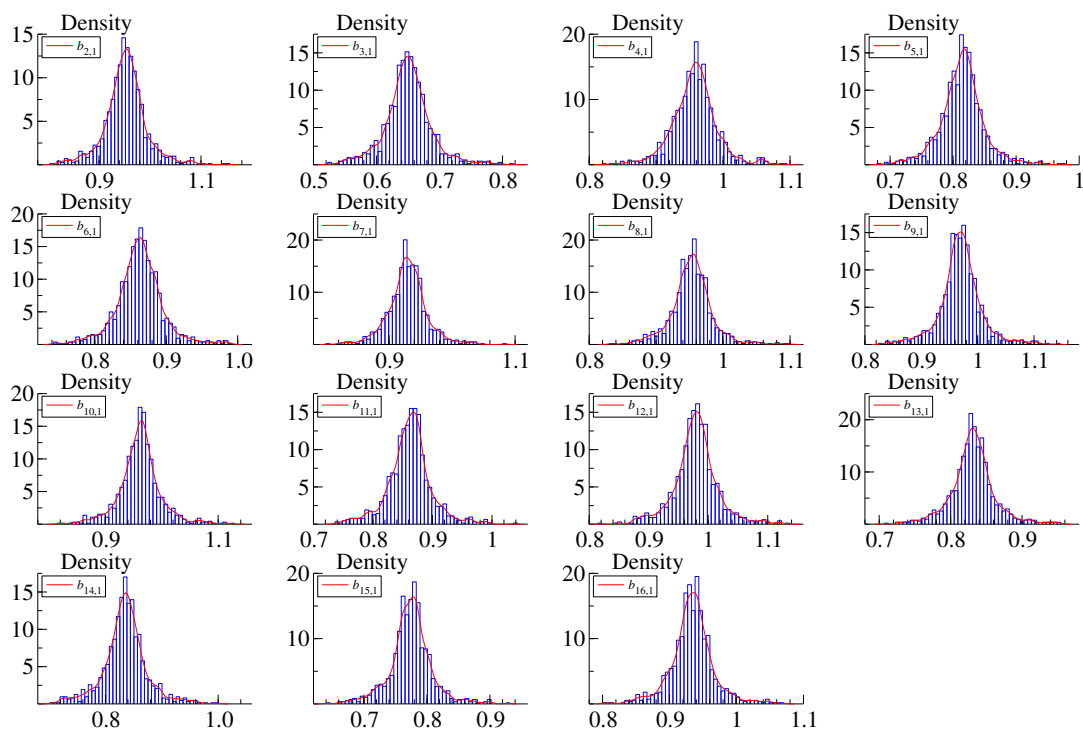 Density Density Density Density
15 b2,1 15 b3,1 20 b4,1 15 b5,1
10 10 10 10
5 5 5
0.9 1.1 0.5 0.6 0.7 0.8 0.8 0.9 1 1.1 0.7 0.8 0.9 1
Density Density Density Density
20 b6,1 b7,1 b8,1 b9,1
15 20 20 15
10 10 10 10
5 5
0.8 0.9 1.0 0.9 1.1 0.8 0.9 1 1.1 0.8 0.9 1 1.1
Density Density Density Density
20 b10,1 b11,1 b12,1 b13,1
15 15 15 20
10 10 10 10
5 5 5
0.9 1.1 0.7 0.8 0.9 1 0.8 0.9 1 1.1 0.7 0.8 0.9
Density Density Density
b14,1 20 b15,1 20 b16,1
15
10 10 10
5
0.8 1.0 0.7 0.8 0.9 0.8 0.9 1 1.1